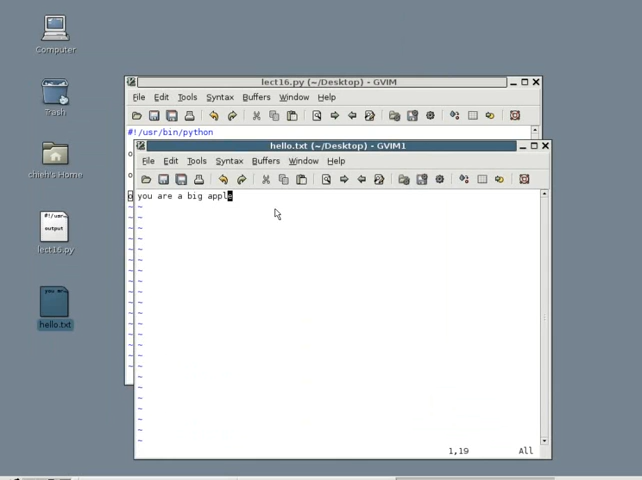 Computer
Trash
chieh's Home
#!/usr/
output
lect16.py
hello.txt
lect16.py (~/Desktop) - GVIM
File Edit Tools Syntax Buffers Window Help
#!/usr/bin/python
hello.txt (~/Desktop) - GVIM1
File Edit Tools Syntax Buffers Window Help
you are a big apple
1,19 All